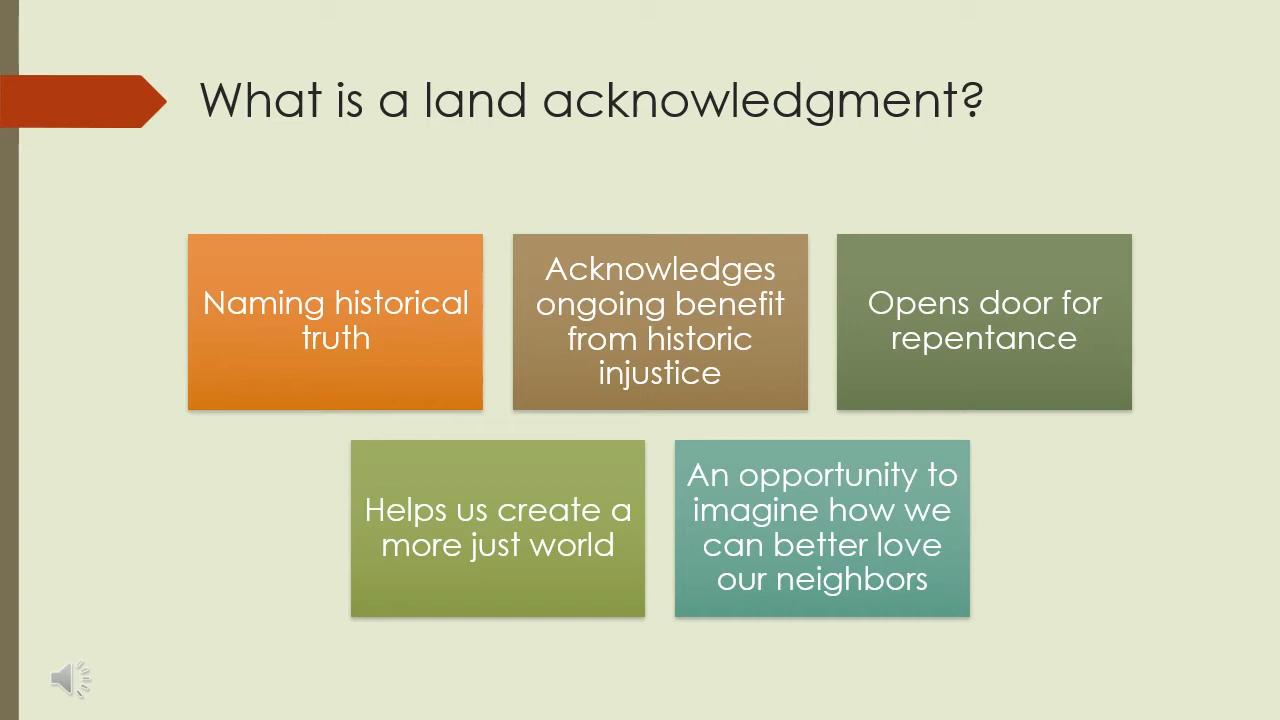 What is a land acknowledgment?
Naming historical
truth
Acknowledges
ongoing benefit
from historic
injustice
Opens door for
repentance
Helps us create a
more just world
An opportunity to
imagine how we
can better love
our neighbors